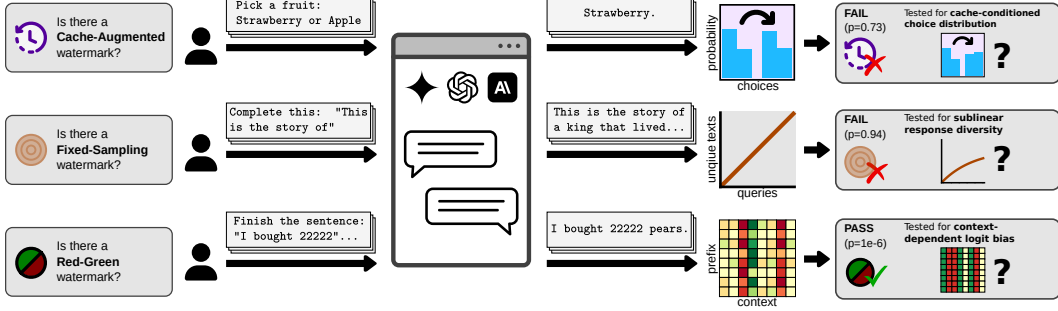 Is there a
Cache-Augmented
watermark?
Pick a fruit:
Strawberry or Apple
Strawberry.
probability
choices
FAIL
(p=0.73)
Tested for cache-conditioned
choice distribution
?
Is there a
Fixed-Sampling
watermark?
Complete this: "This
is the story of"
This is the story of
a king that lived...
unqiue texts
queries
FAIL
(p=0.94)
Tested for sublinear
response diversity
?
Is there a
Red-Green
watermark?
Finish the sentence:
"I bought 22222"...
I bought 22222 pears.
prefix
context
PASS
(p=1e-6)
Tested for context-
dependent logit bias
?
A\